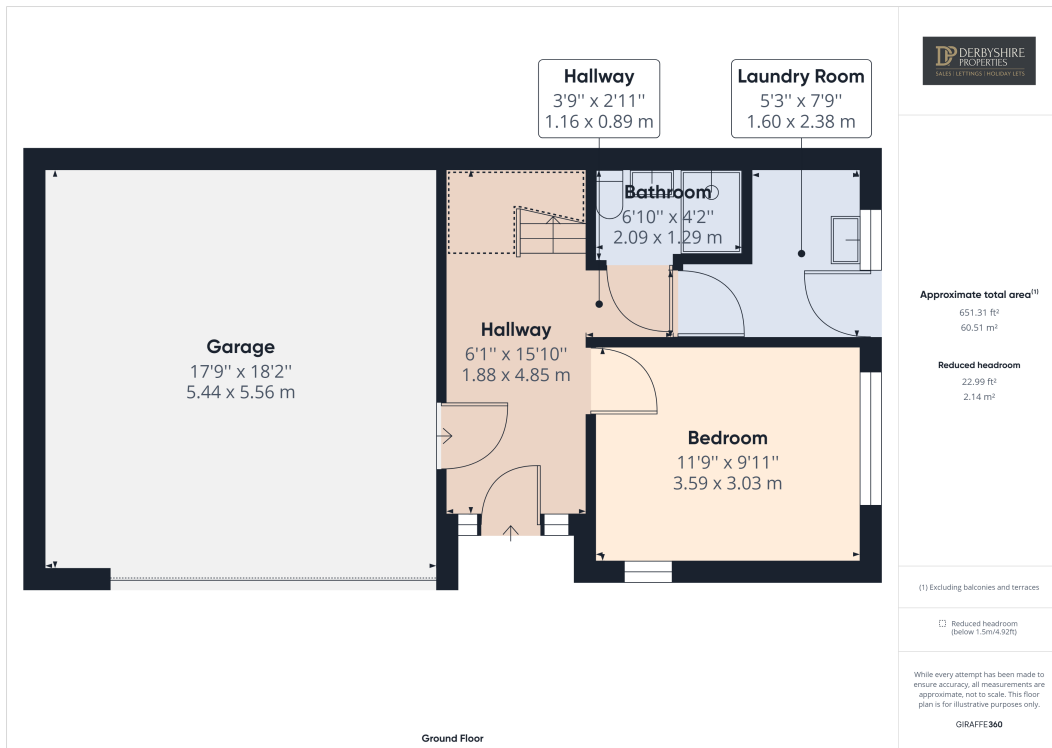 Hallway
3'9'' x 2'11''
1.16 x 0.89 m
Laundry Room
5'3'' x 7'9''
1.60 x 2.38 m
Bathroom
6'10'' x 4'2''
2.09 x 1.29 m
Garage
17'9'' x 18'2''
5.44 x 5.56 m
Hallway
6'1'' x 15'10''
1.88 x 4.85 m
Bedroom
11'9'' x 9'11''
3.59 x 3.03 m
Ground Floor
DP DERBYSHIRE
PROPERTIES
SALES | LETTINGS | HOLIDAY LETS
Approximate total area(1)
651.31 ft²
60.51 m²
Reduced headroom
22.99 ft²
2.14 m²
(1) Excluding balconies and terraces
Reduced headroom
(below 1.5m/4.92ft)
While every attempt has been made to
ensure accuracy, all measurements are
approximate, not to scale. This floor
plan is for illustrative purposes only.
GIRAFFE360